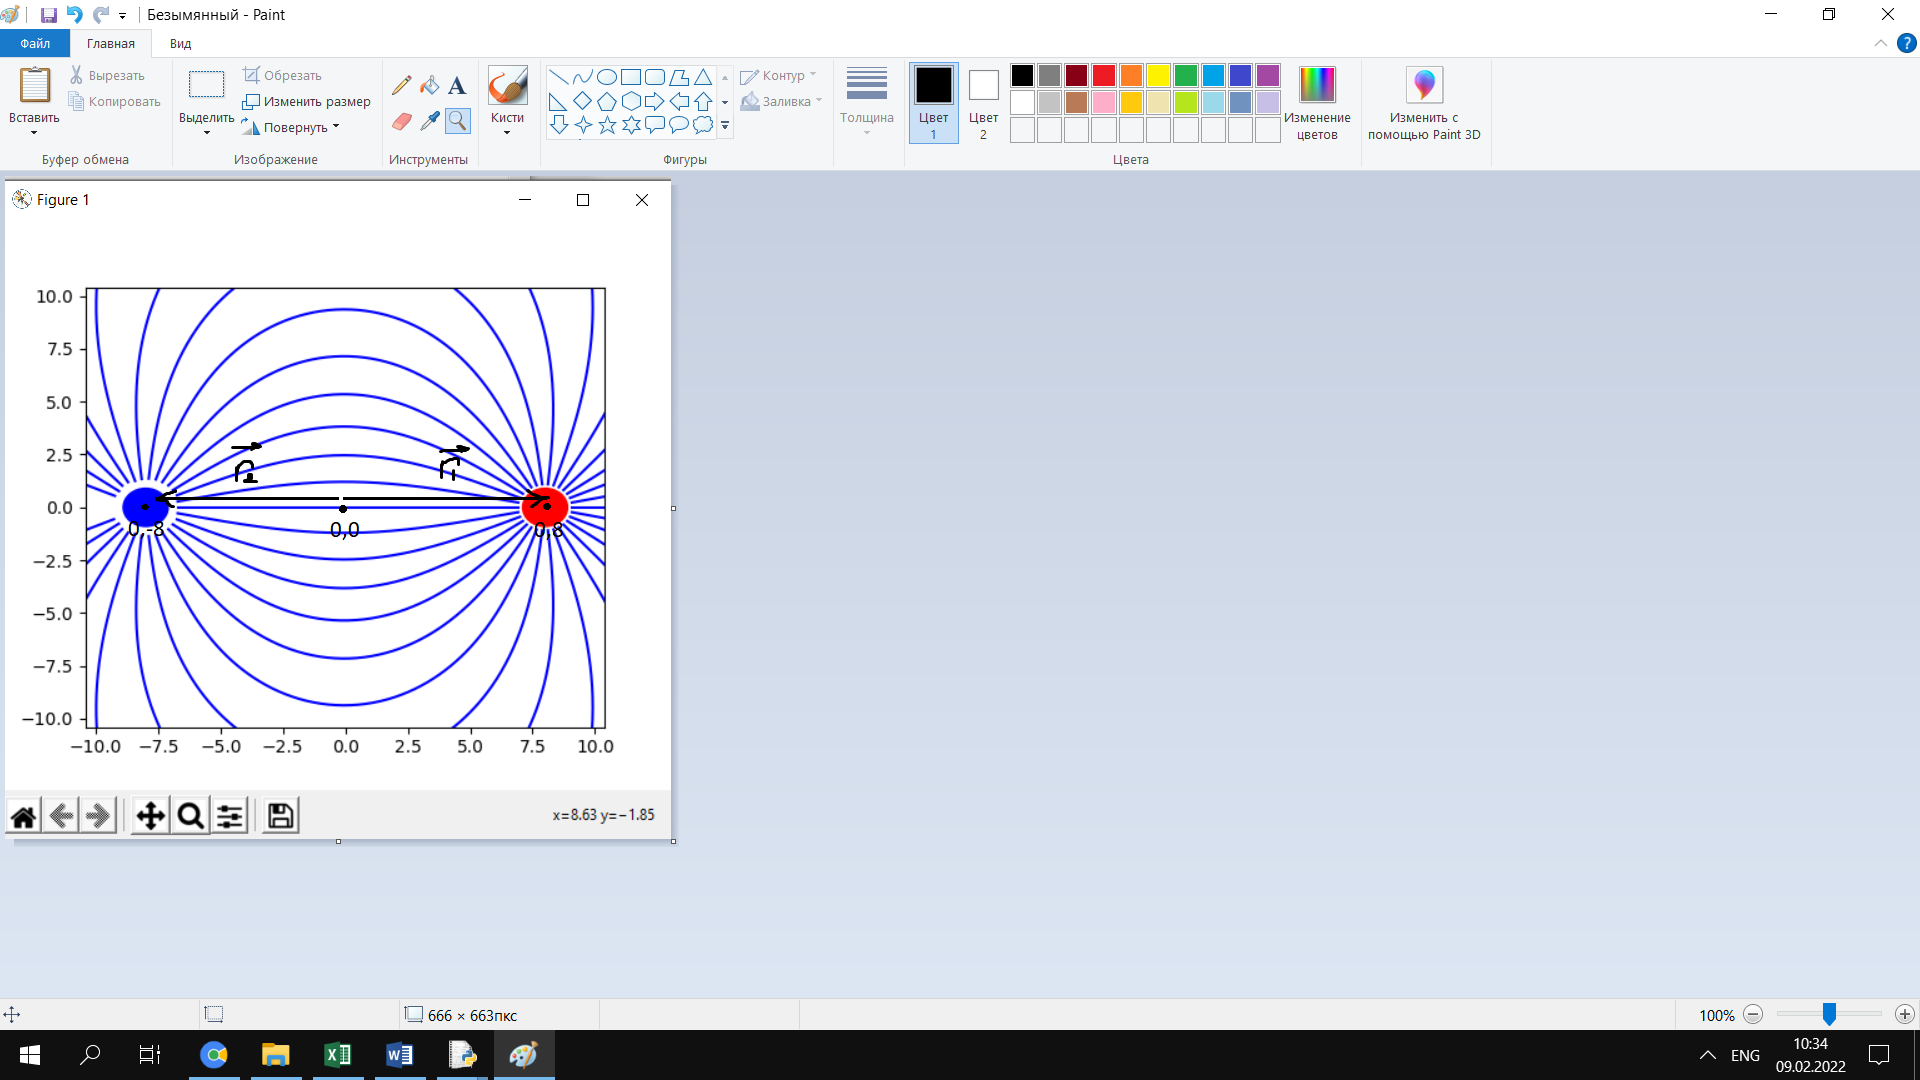 Безымянный - Paint
Файл
Главная
Вид
Вставить
Вырезать
Копировать
Буфер обмена
Выделить
Обрезать
Изменить размер
Повернуть
Изображение
A
Инструменты
Кисти
Контур
Заливка
Фигуры
Толщина
Цвет
1
Цвет
2
Изменение
цветов
Цвета
Изменить с
помощью Paint 3D
Figure 1
10.0
7.5
5.0
2.5
0.0
−2.5
−5.0
−7.5
−10.0
r2
r1
0,-8
0,0
0,8
−10.0 −7.5 −5.0 −2.5 0.0 2.5 5.0 7.5 10.0
x=8.63 y=−1.85
666 × 663пкс
100%
ENG
10:34
09.02.2022